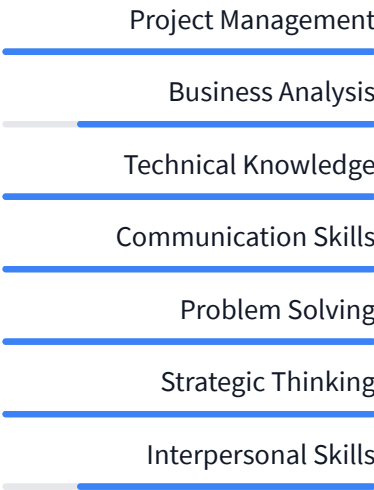 Project Management
Business Analysis
Technical Knowledge
Communication Skills
Problem Solving
Strategic Thinking
Interpersonal Skills